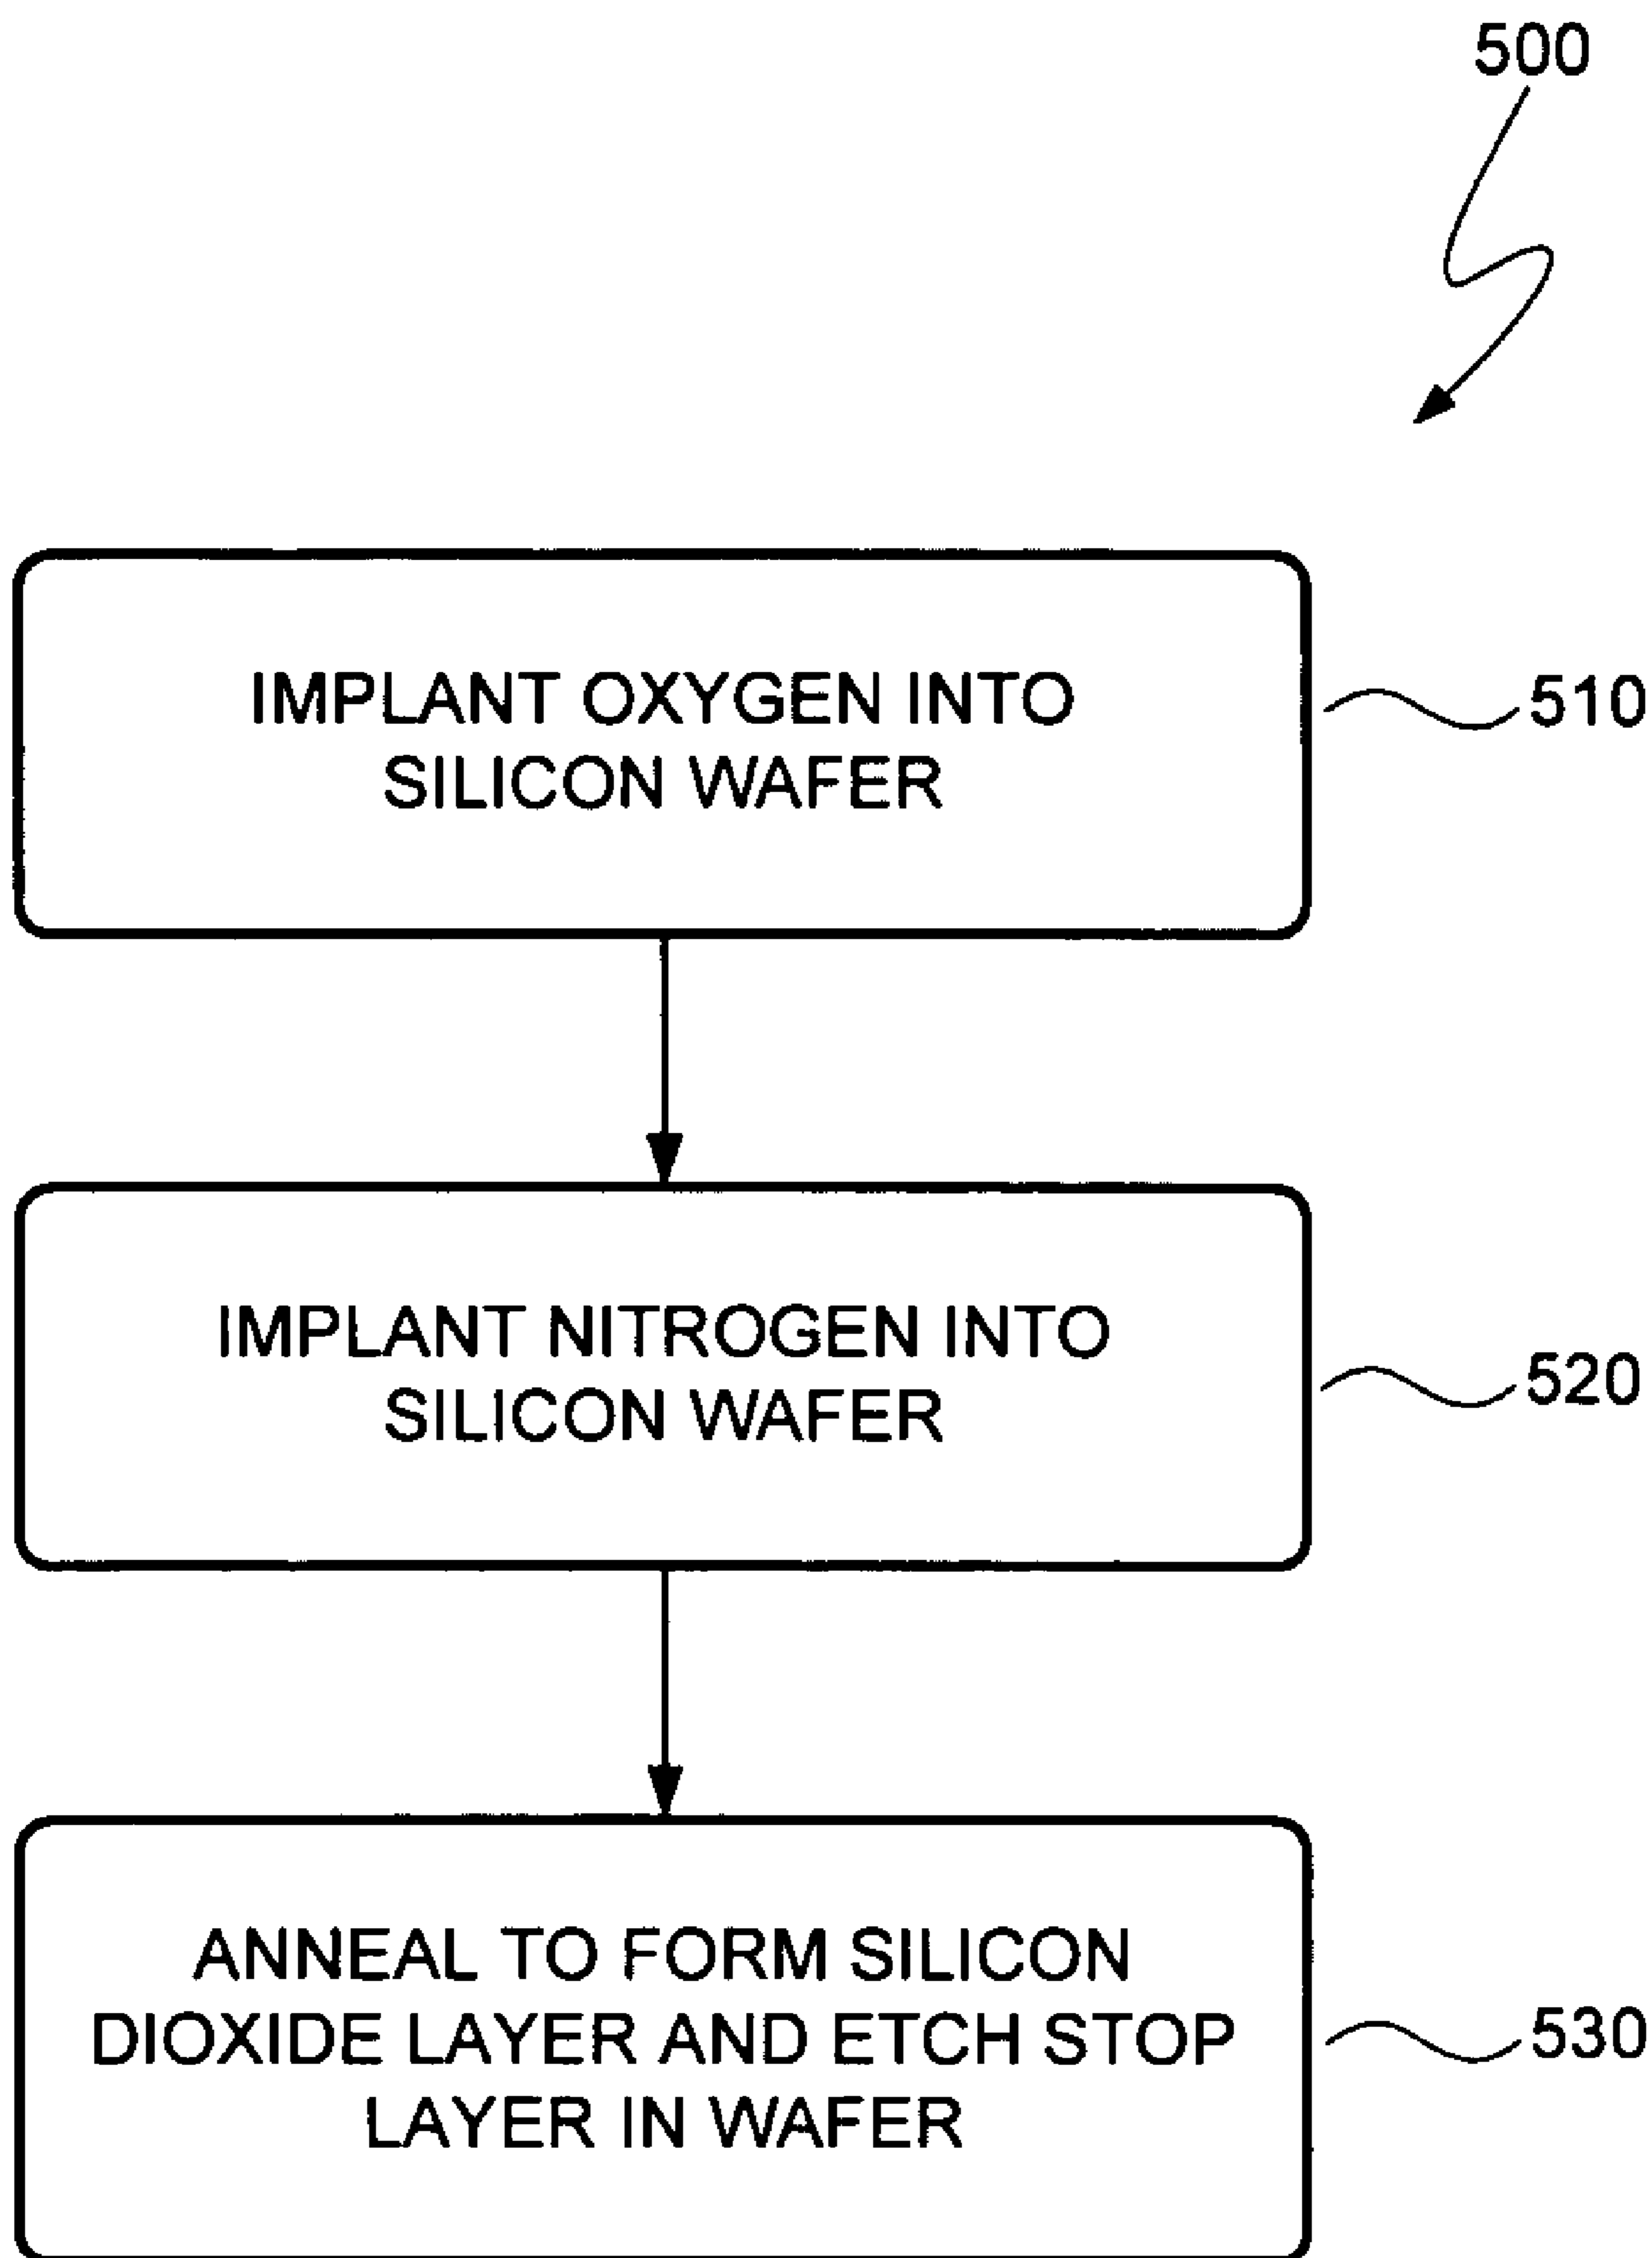 500
IMPLANT OXYGEN INTO
SILICON WAFER
510
IMPLANT NITROGEN INTO
SILICON WAFER
520
ANNEAL TO FORM SILICON
DIOXIDE LAYER AND ETCH STOP
LAYER IN WAFER
530